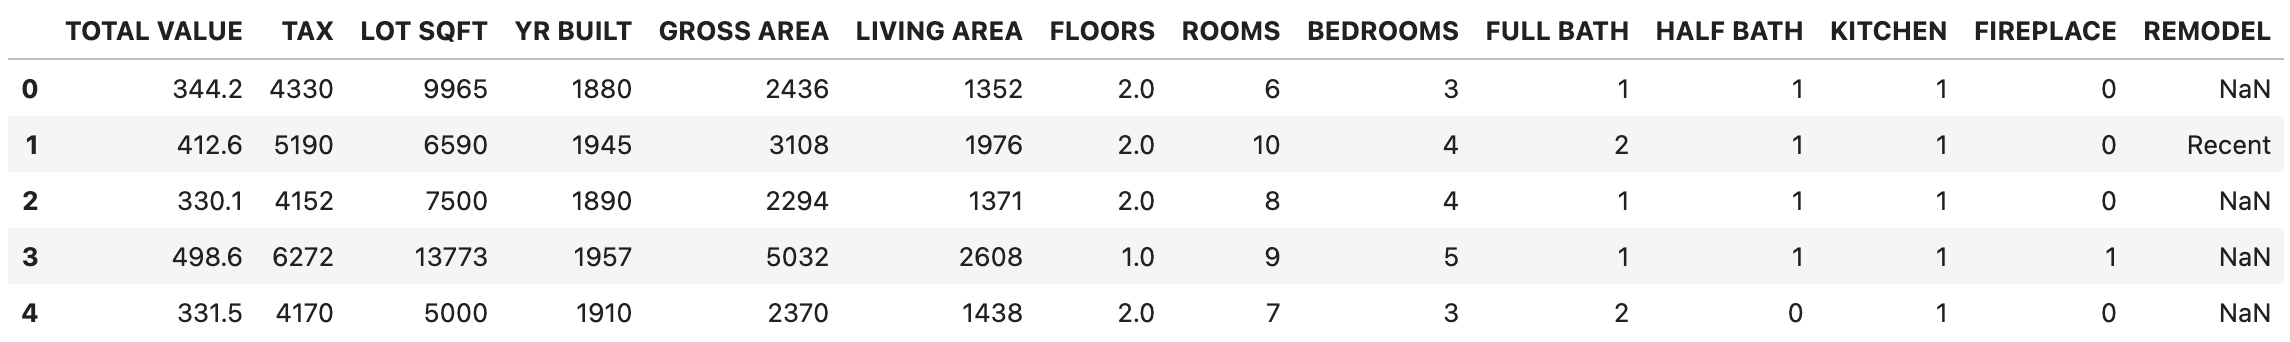 TOTAL VALUE TAX LOT SQFT YR BUILT GROSS AREA LIVING AREA FLOORS ROOMS BEDROOMS FULL BATH HALF BATH KITCHEN FIREPLACE REMODEL
0 344.2 4330 9965 1880 2436 1352 2.0 6 3 1 1 1 0 NaN
1 412.6 5190 6590 1945 3108 1976 2.0 10 4 2 1 1 0 Recent
2 330.1 4152 7500 1890 2294 1371 2.0 8 4 1 1 1 0 NaN
3 498.6 6272 13773 1957 5032 2608 1.0 9 5 1 1 1 1 NaN
4 331.5 4170 5000 1910 2370 1438 2.0 7 3 2 0 1 0 NaN